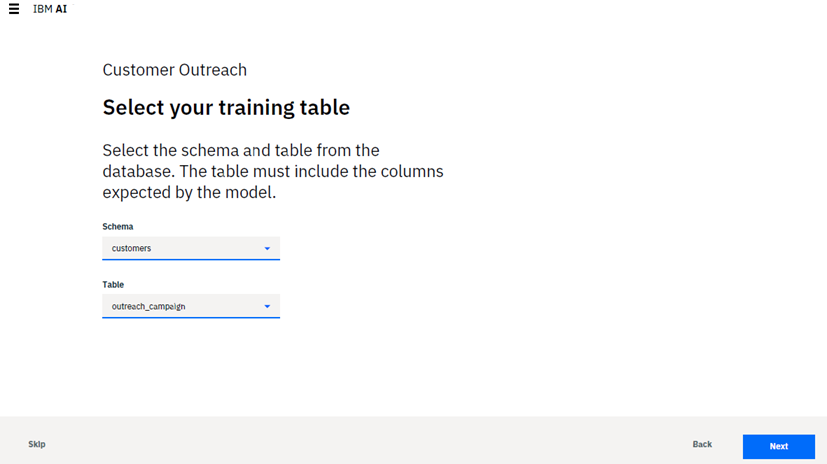 IBM AI
Customer Outreach
Select your training table
Select the schema and table from the
database. The table must include the columns
expected by the model.
Schema
customers
Table
outreach_campaign
Skip
Back
Next